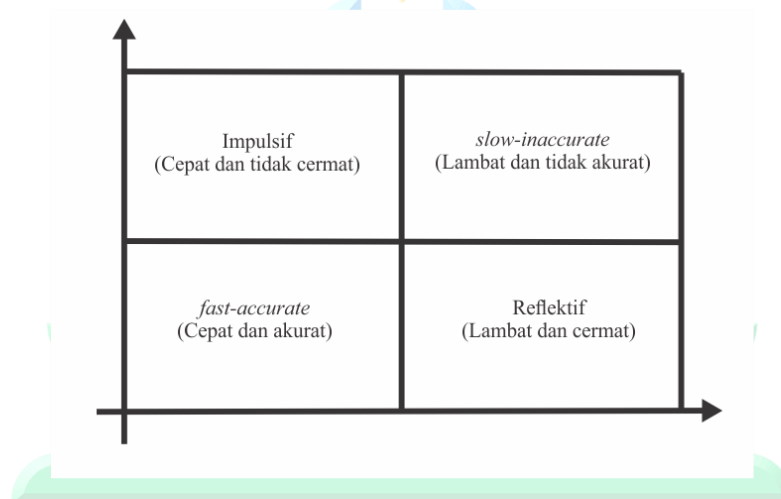 Impulsif
(Cepat dan tidak cermat)
slow-inaccurate
(Lambat dan tidak akurat)
fast-accurate
(Cepat dan akurat)
Reflektif
(Lambat dan cermat)